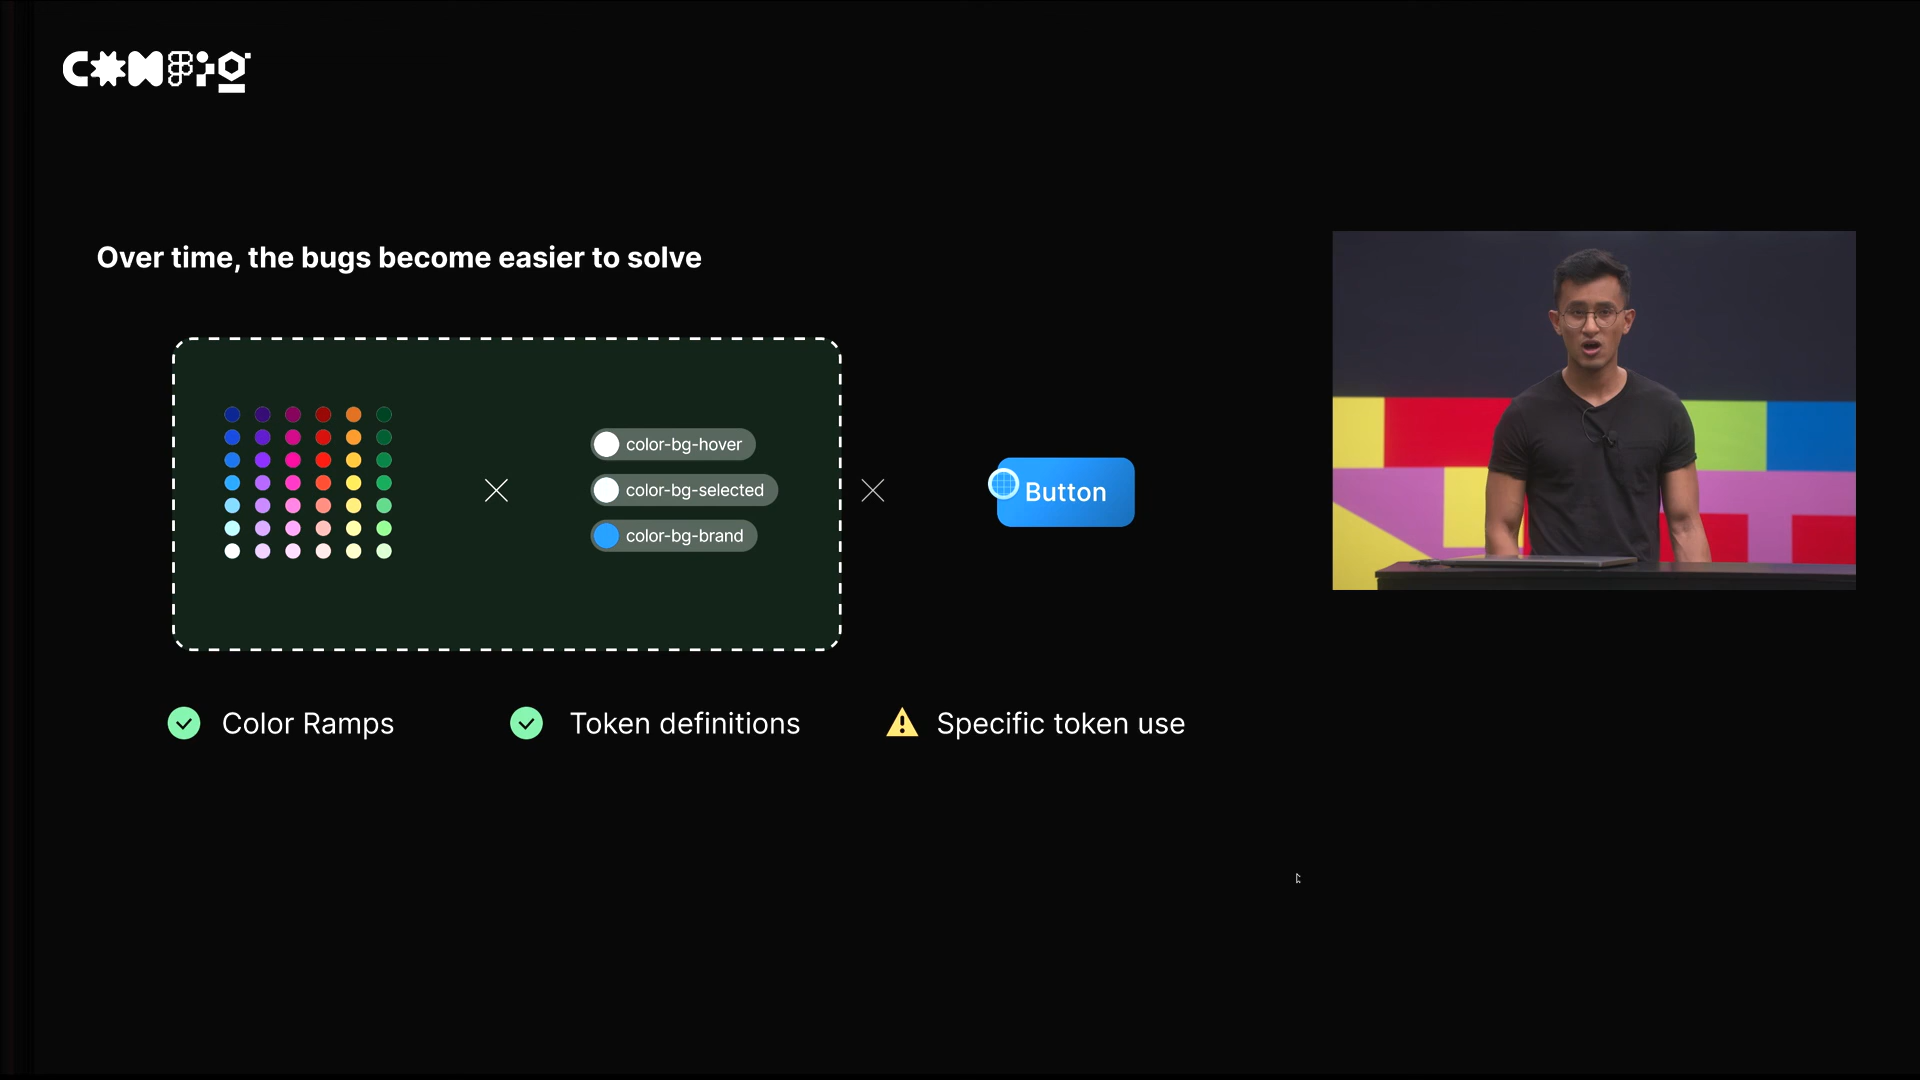 CONFIG
Over time, the bugs become easier to solve
color-bg-hover
color-bg-selected
color-bg-brand
Button
Color Ramps
Token definitions
Specific token use